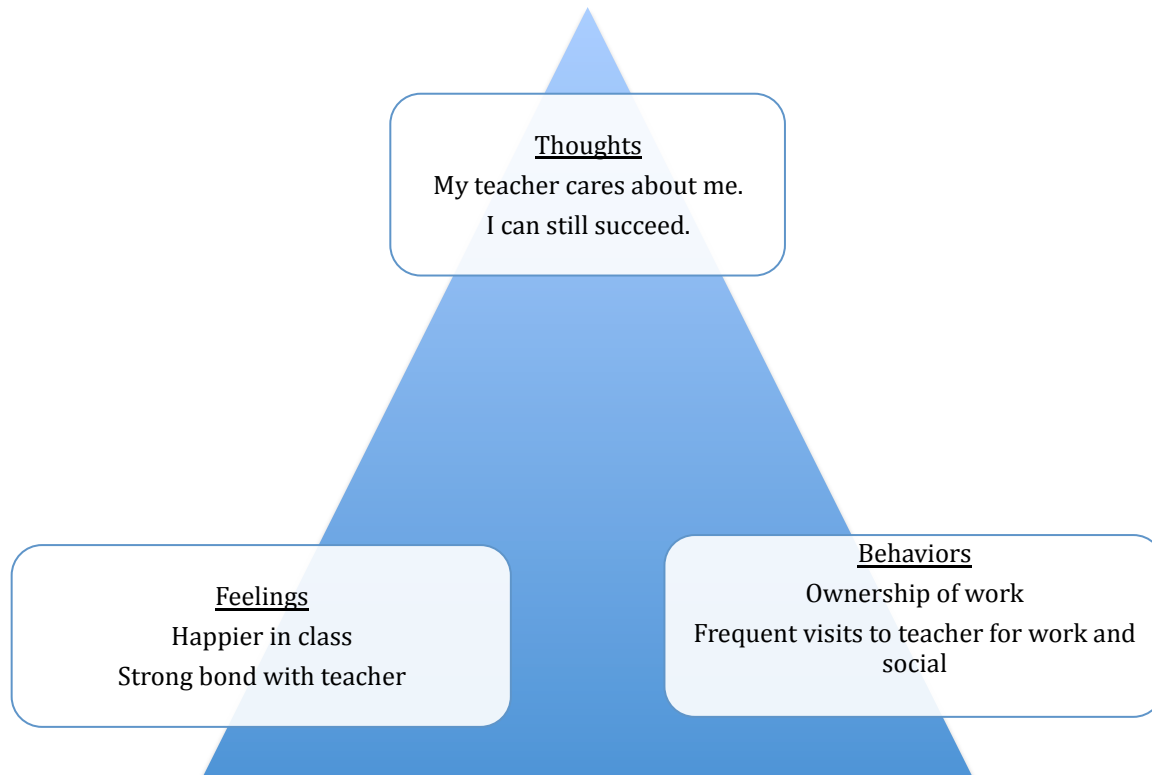 Thoughts
My teacher cares about me.
I can still succeed.
Feelings
Happier in class
Strong bond with teacher
Behaviors
Ownership of work
Frequent visits to teacher for work and
social